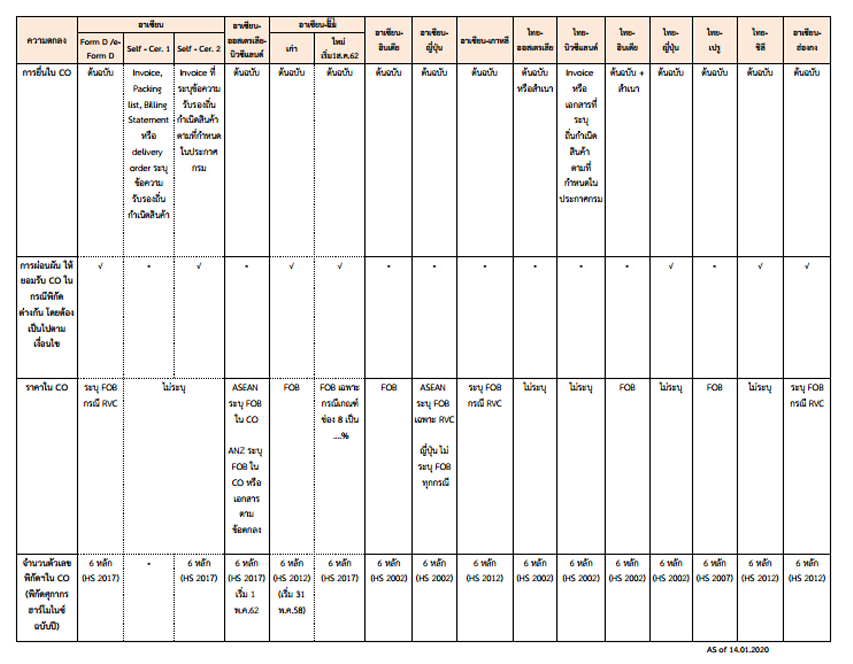 ความตกลง
อาเซียน
Form D /e-
Form D
Self - Cer. 1
Self - Cer. 2
อาเซียน-
ออสเตรเลีย-
นิวซีแลนด์
อาเซียน-
เก่า
ใหม่
เริ่ม1ส.ค.62
อาเซียน-
อินเดีย
อาเซียน-
ญี่ปุ่น
อาเซียน-เกาหลี
ไทย-
ออสเตรเลีย
ไทย-
นิวซีแลนด์
ไทย-
อินเดีย
ไทย-
ญี่ปุ่น
ไทย-
เปรู
ไทย-
ชิลี
อาเซียน-
ฮ่องกง
การยื่นใบ CO
ต้นฉบับ
Invoice,
Packing
list, Billing
Statement
หรือ
delivery
order ระบุ
ข้อความ
รับรองถิ่น
กำเนิดสินค้า
Invoice ที่
ระบุข้อความ
รับรองถิ่น
กำเนิดสินค้า
ตามที่กำหนด
ในประกาศ
กรม
ต้นฉบับ
ต้นฉบับ
ต้นฉบับ
ต้นฉบับ
ต้นฉบับ
ต้นฉบับ
ต้นฉบับ
หรือสำเนา
Invoice
หรือ
เอกสารที่
ระบุ
ถิ่นกำเนิด
สินค้า
ตามที่
กำหนดใน
ประกาศกรม
ต้นฉบับ +
สำเนา
ต้นฉบับ
ต้นฉบับ
ต้นฉบับ
ต้นฉบับ
การผ่อนผัน ให้
ยอมรับ CO ใน
กรณีพิกัด
ต่างกัน โดยต้อง
เป็นไปตาม
เงื่อนไข
√
-
√
-
√
√
-
-
-
-
-
-
√
-
√
√
ราคาใน CO
ระบุ FOB
กรณี RVC
ไม่ระบุ
ASEAN
ระบุ FOB
ใน CO
ANZ ระบุ
FOB ใน
CO หรือ
เอกสาร
ตาม
ข้อตกลง
FOB
FOB เฉพาะ
กรณีเกณฑ์
ช่อง 8 เป็น
....%
FOB
ASEAN
ระบุ FOB
เฉพาะ RVC
ญี่ปุ่น ไม่
ระบุ FOB
ทุกกรณี
ระบุ FOB
กรณี RVC
ไม่ระบุ
ไม่ระบุ
FOB
ไม่ระบุ
FOB
ไม่ระบุ
ระบุ FOB
กรณี RVC
จำนวนตัวเลข
พิกัดฯใน CO
(พิกัดศุลกากร
ฮาร์โมไนซ์
ฉบับปี)
6 หลัก
(HS 2017)
-
6 หลัก
(HS 2017)
6 หลัก
(HS 2017)
เริ่ม 1
พ.ค.62
6 หลัก
(HS 2012)
(เริ่ม 31
พ.ค.58)
6 หลัก
(HS 2017)
6 หลัก
(HS 2002)
6 หลัก
(HS 2002)
6 หลัก
(HS 2012)
6 หลัก
(HS 2002)
6 หลัก
(HS 2002)
6 หลัก
(HS 2002)
6 หลัก
(HS 2002)
6 หลัก
(HS 2007)
6 หลัก
(HS 2012)
6 หลัก
(HS 2012)
AS of 14.01.2020